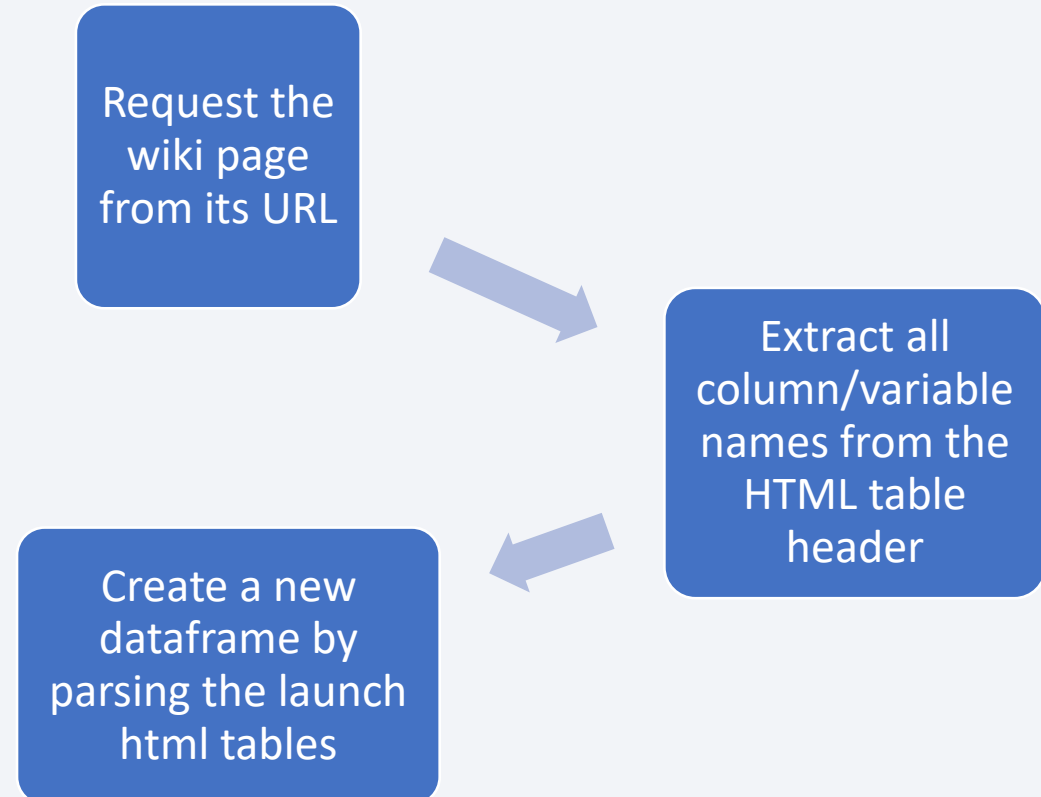 Request the
wiki page
from its URL
Extract all
column/variable
names from the
HTML table
header
Create a new
dataframe by
parsing the launch
html tables